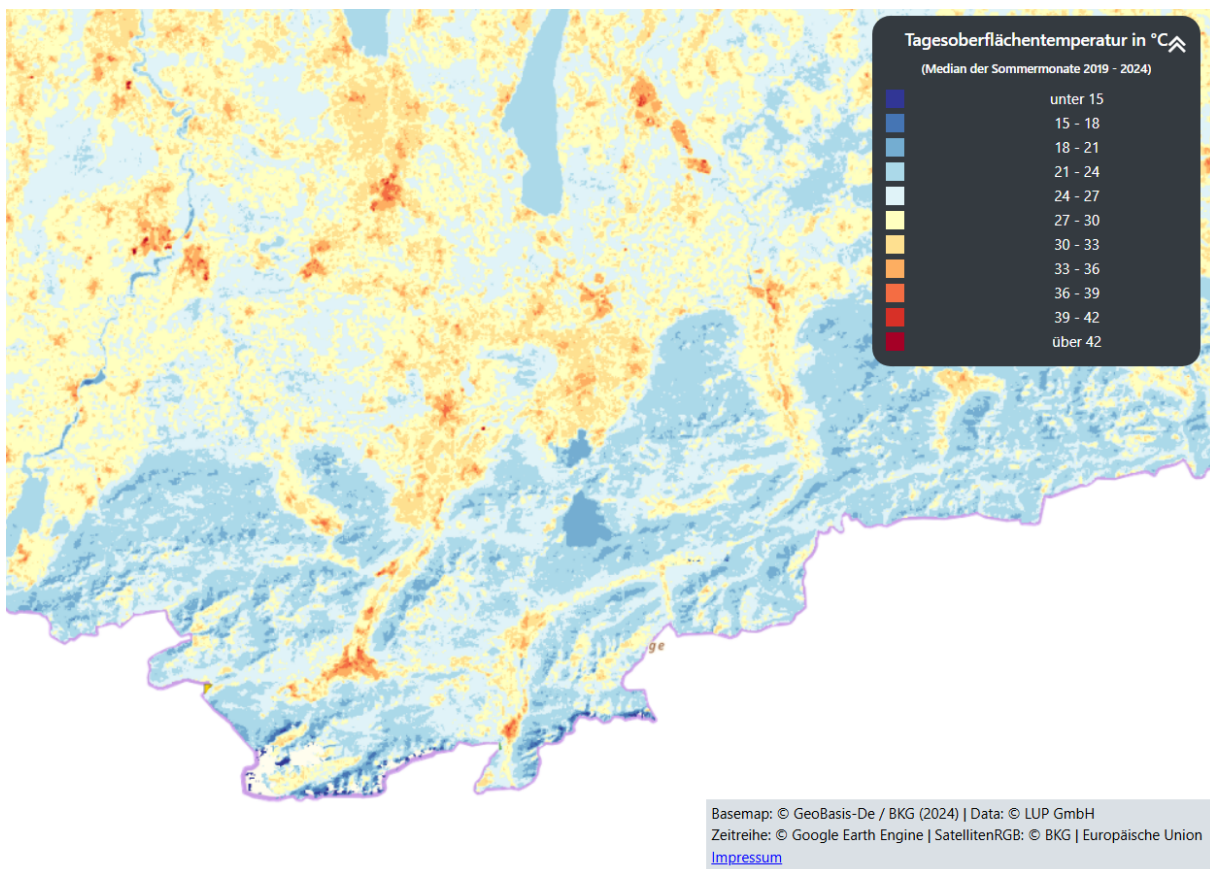 Tagesoberflächentemperatur in °C
(Median der Sommermonate 2019 - 2024)
unter 15
15 - 18
18 - 21
21 - 24
24 - 27
27 - 30
30 - 33
33 - 36
36 - 39
39 - 42
über 42
ge
Basemap: © GeoBasis-De / BKG (2024) | Data: © LUP GmbH
Zeitreihe: © Google Earth Engine | SatellitenRGB: © BKG | Europäische Union
Impressum